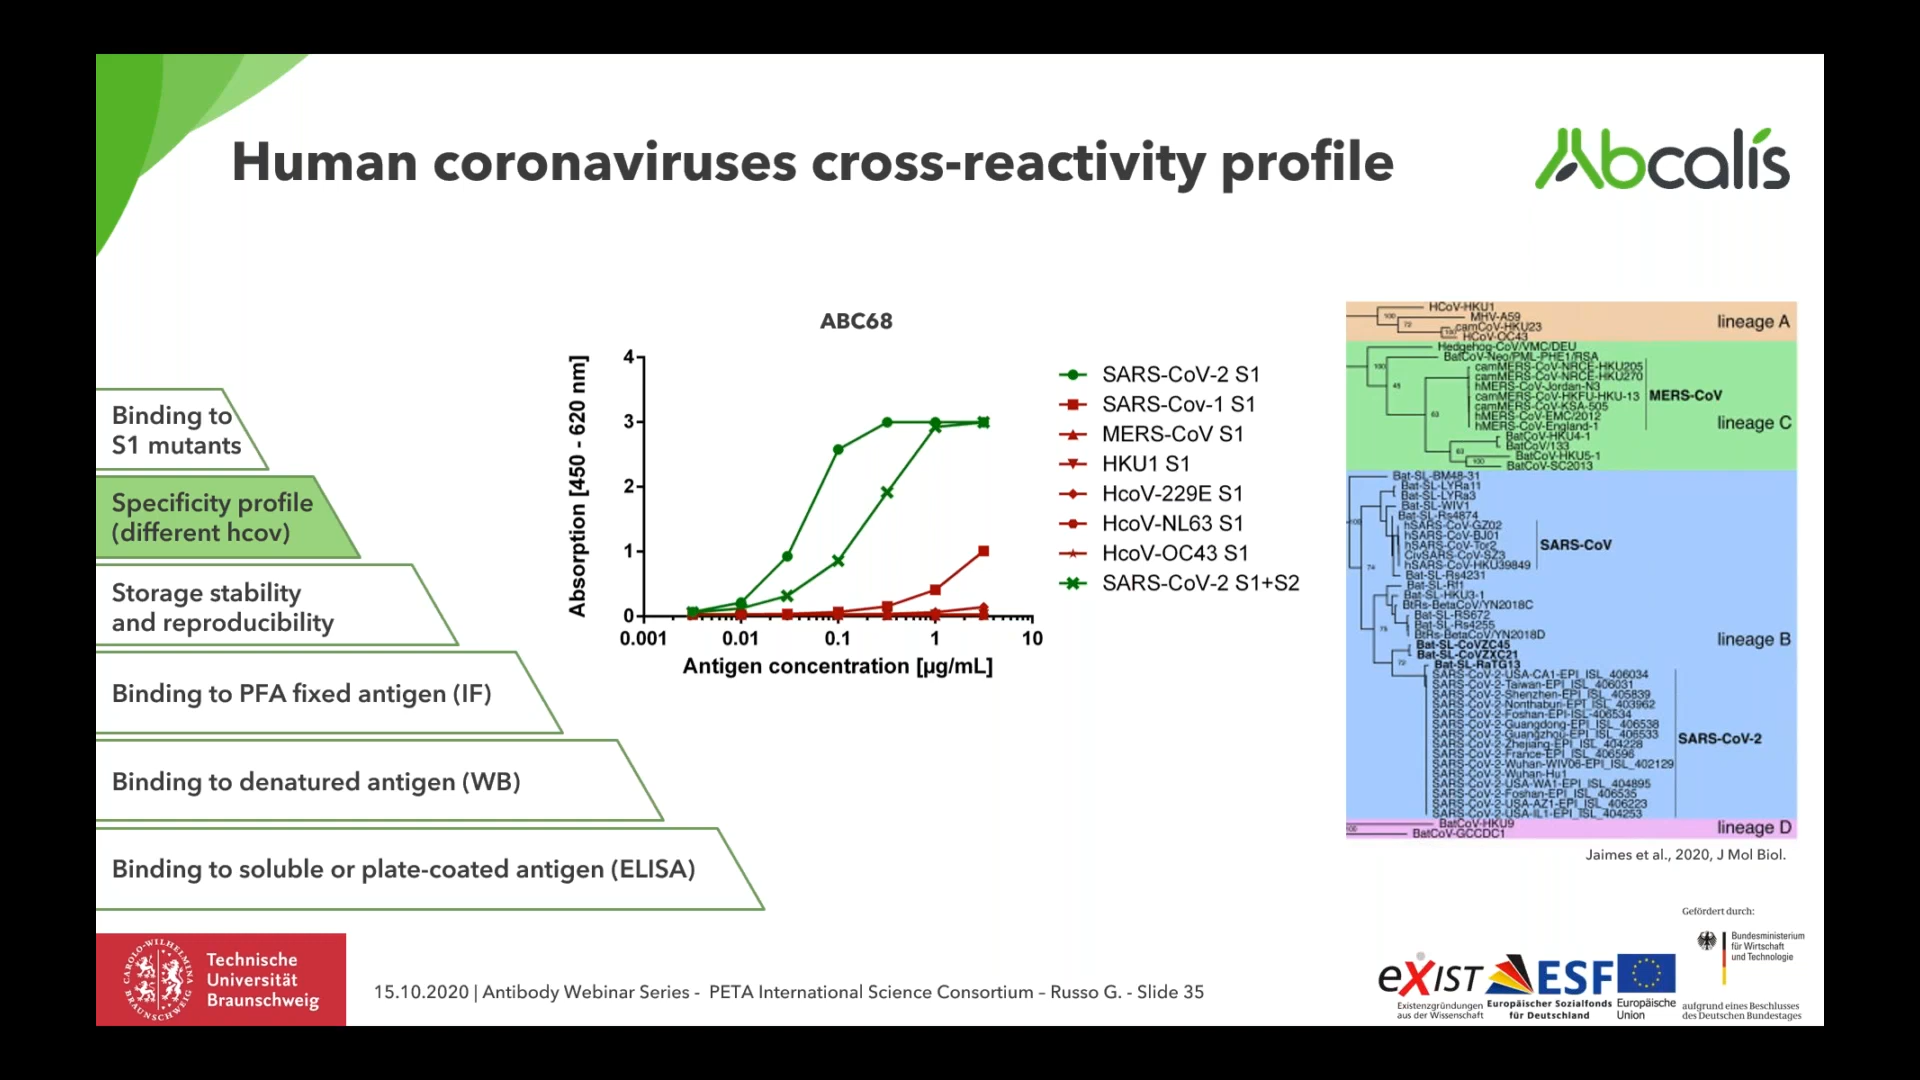 Human coronaviruses cross-reactivity profile
Abcalis
Binding to
S1 mutants
Specificity profile
(different hcov)
Storage stability
and reproducibility
Binding to PFA fixed antigen (IF)
Binding to denatured antigen (WB)
Binding to soluble or plate-coated antigen (ELISA)
ABC68
Absorption [450 - 620 nm]
4
3
2
1
0
0.001
0.01
0.1
1
10
Antigen concentration [µg/mL]
SARS-CoV-2 S1
SARS-Cov-1 S1
MERS-CoV S1
HKU1 S1
HcoV-229E S1
HcoV-NL63 S1
HcoV-OC43 S1
SARS-CoV-2 S1+S2
HCoV-HKU1
MHV-A59
camCoV-HKU23
HCoV-OC43
lineage A
Hedgehog-CoV/VMC/DEU
BatCoV-Neo/PML-PHE1/RSA
camMERS-CoV-NRCE-HKU205
camMERS-CoV-NRCE-HKU270
hMERS-CoV-Jordan-N3
camMERS-CoV-HKFU-HKU-13
camMERS-CoV-KSA-505
hMERS-CoV-EMC/2012
hMERS-CoV-England-1
MERS-CoV
BatCoV-HKU4-1
BatCoV/133
BatCoV-HKU5-1
BatCoV-SC2013
lineage C
Bat-SL-BM48-31
Bat-SL-LYRa11
Bat-SL-LYRa3
Bat-SL-WIV1
Bat-SL-Rs4874
hSARS-CoV-GZ02
hSARS-CoV-BJ01
hSARS-CoV-Tor2
CivSARS-CoV-SZ3
hSARS-CoV-HKU39849
SARS-CoV
Bat-SL-Rs4231
Bat-SL-Rf1
Bat-SL-HKU3-1
BtRs-BetaCoV/YN2018C
Bat-SL-RS672
Bat-SL-Rs4255
BtRs-BetaCoV/YN2018D
Bat-SL-CoVZC45
Bat-SL-CoVZXC21
Bat-SL-RaTG13
lineage B
SARS-CoV-2-USA-CA1-EPI_ISL_406034
SARS-CoV-2-Taiwan-EPI_ISL_406031
SARS-CoV-2-Shenzhen-EPI_ISL_405839
SARS-CoV-2-Nonthaburi-EPI_ISL_403962
SARS-CoV-2-Foshan-EPI-ISL-406534
SARS-CoV-2-Guangdong-EPI_ISL_406538
SARS-CoV-2-Guangzhou-EPI_ISL_406533
SARS-CoV-2-Zhejiang-EPI_ISL_404228
SARS-CoV-2-France-EPI_ISL_406596
SARS-CoV-2-Wuhan-WIV06-EPI_ISL_402129
SARS-CoV-2-Wuhan-Hu1
SARS-CoV-2-USA-WA1-EPI_ISL_404895
SARS-CoV-2-Foshan-EPI_ISL_406535
SARS-CoV-2-USA-AZ1-EPI_ISL_406223
SARS-CoV-2-USA-IL1-EPI_ISL_404253
SARS-CoV-2
BatCoV-HKU9
BatCoV-GCCDC1
lineage D
Jaimes et al., 2020, J Mol Biol.
CAROLO-WILHELMINA
BRAUNSCHWEIG
Technische
Universität
Braunschweig
15.10.2020 | Antibody Webinar Series - PETA International Science Consortium – Russo G. - Slide 35
eXIST
Existenzgründungen
aus der Wissenschaft
ESF
Europäischer Sozialfonds
für Deutschland
Europäische
Union
Gefördert durch:
Bundesministerium
für Wirtschaft
und Technologie
aufgrund eines Beschlusses
des Deutschen Bundestages